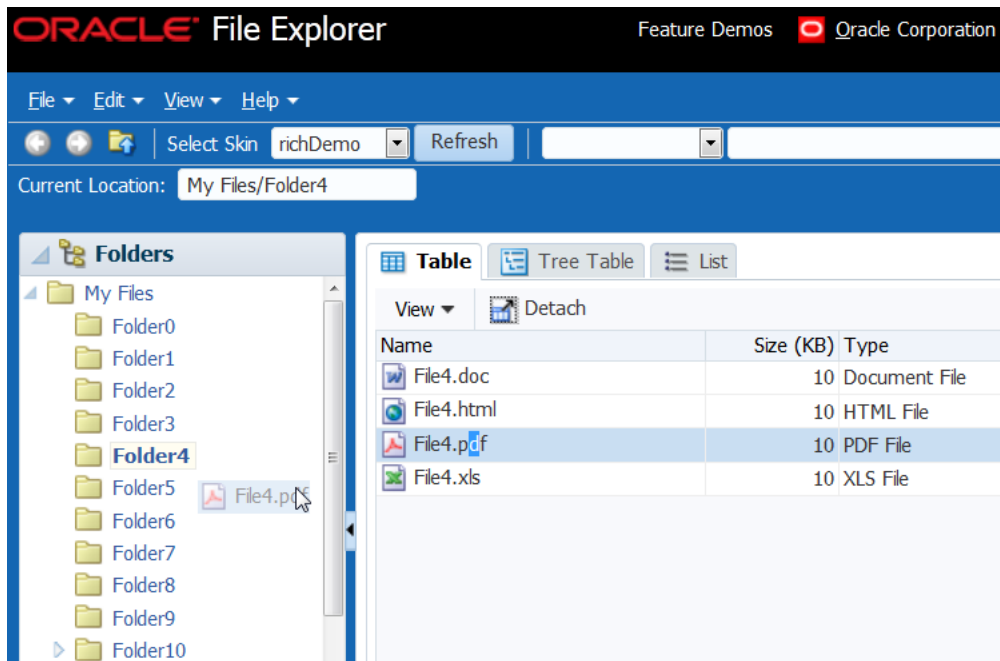 ORACLE File Explorer Feature Demos Oracle Corporation
File Edit View Help
Select Skin richDemo Refresh
Current Location: My Files/Folder4
Folders
My Files
Folder0
Folder1
Folder2
Folder3
Folder4
Folder5
File4.pdf
Folder6
Folder7
Folder8
Folder9
Folder10
Table Tree Table List
View Detach
Name Size (KB) Type
File4.doc 10 Document File
File4.html 10 HTML File
File4.pdf 10 PDF File
File4.xls 10 XLS File